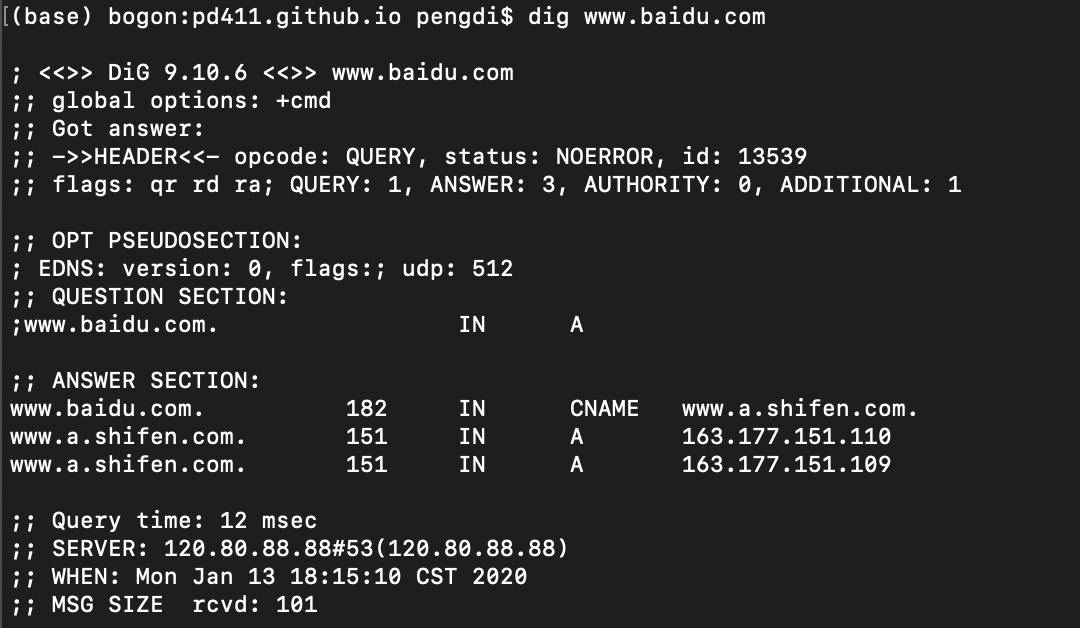 (base) bogon:pd411.github.io pengdi$ dig www.baidu.com
; <<>> DiG 9.10.6 <<>> www.baidu.com
;; global options: +cmd
;; Got answer:
;; ->>HEADER<<- opcode: QUERY, status: NOERROR, id: 13539
;; flags: qr rd ra; QUERY: 1, ANSWER: 3, AUTHORITY: 0, ADDITIONAL: 1
;; OPT PSEUDOSECTION:
; EDNS: version: 0, flags:; udp: 512
;; QUESTION SECTION:
;www.baidu.com. IN A
;; ANSWER SECTION:
www.baidu.com. 182 IN CNAME www.a.shifen.com.
www.a.shifen.com. 151 IN A 163.177.151.110
www.a.shifen.com. 151 IN A 163.177.151.109
;; Query time: 12 msec
;; SERVER: 120.80.88.88#53(120.80.88.88)
;; WHEN: Mon Jan 13 18:15:10 CST 2020
;; MSG SIZE rcvd: 101